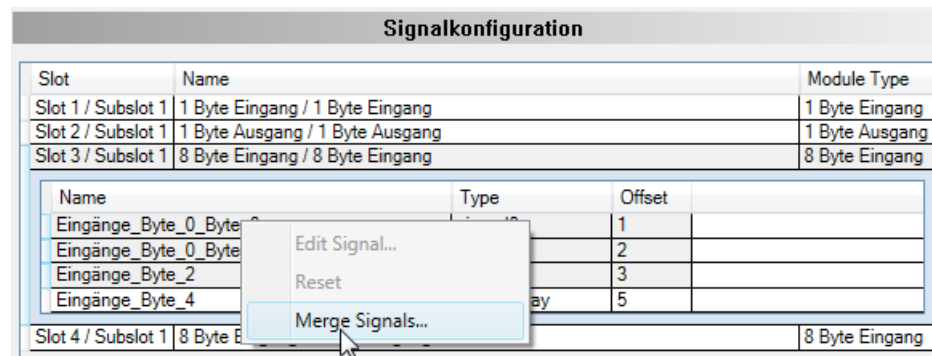 Signalkonfiguration
Slot Name Module Type
Slot 1 / Subslot 1 1 Byte Eingang / 1 Byte Eingang 1 Byte Eingang
Slot 2 / Subslot 1 1 Byte Ausgang / 1 Byte Ausgang 1 Byte Ausgang
Slot 3 / Subslot 1 8 Byte Eingang / 8 Byte Eingang 8 Byte Eingang
Name Type Offset
Eingänge_Byte_0_Byte 1
Eingänge_Byte_0_Byte 2
Eingänge_Byte_2 3
Eingänge_Byte_4 ay 5
Edit Signal...
Reset
Merge Signals...
Slot 4 / Subslot 1 8 Byte 8 Byte Eingang